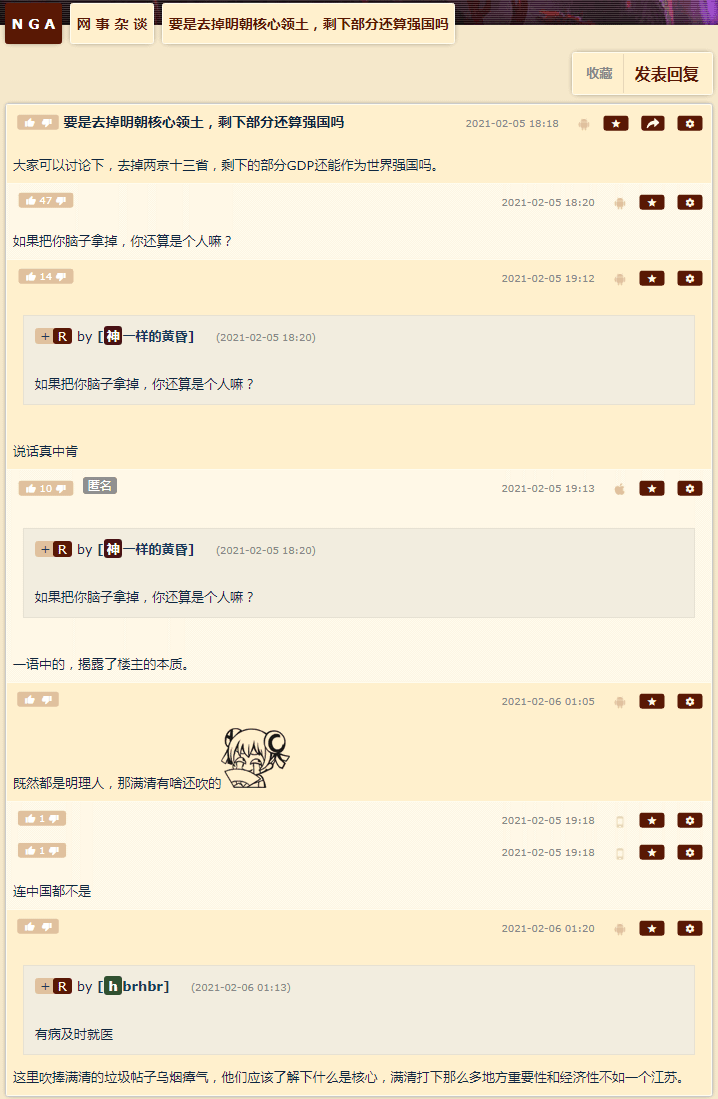 NGA 网事杂谈 要是去掉明朝核心领土，剩下部分还算强国吗
收藏 发表回复
要是去掉明朝核心领土，剩下部分还算强国吗 2021-02-05 18:18
大家可以讨论下，去掉两京十三省，剩下的部分GDP还能作为世界强国吗。
47 2021-02-05 18:20
如果把你脑子拿掉，你还算是个人嘛？
14 2021-02-05 19:12
+ R by [神一样的黄昏] (2021-02-05 18:20)
如果把你脑子拿掉，你还算是个人嘛？
说话真中肯
10 匿名 2021-02-05 19:13
+ R by [神一样的黄昏] (2021-02-05 18:20)
如果把你脑子拿掉，你还算是个人嘛？
一语中的，揭露了楼主的本质。
2021-02-06 01:05
既然都是明理人，那满清有啥还吹的
1 2021-02-05 19:18
1 2021-02-05 19:18
连中国都不是
2021-02-06 01:20
+ R by [hbrhbr] (2021-02-06 01:13)
有病及时就医
这里吹捧满清的垃圾帖子乌烟瘴气，他们应该了解下什么是核心，满清打下那么多地方重要性和经济性不如一个江苏。